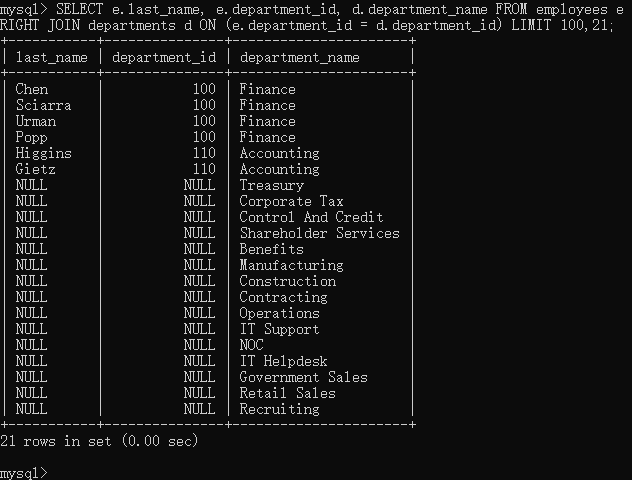 mysql> SELECT e.last_name, e.department_id, d.department_name FROM employees e
RIGHT JOIN departments d ON (e.department_id = d.department_id) LIMIT 100,21;
+-----------+---------------+----------------------+
| last_name | department_id | department_name      |
+-----------+---------------+----------------------+
| Chen      |           100 | Finance              |
| Sciarra   |           100 | Finance              |
| Urman     |           100 | Finance              |
| Popp      |           100 | Finance              |
| Higgins   |           110 | Accounting           |
| Gietz     |           110 | Accounting           |
| NULL      |          NULL | Treasury             |
| NULL      |          NULL | Corporate Tax        |
| NULL      |          NULL | Control And Credit   |
| NULL      |          NULL | Shareholder Services |
| NULL      |          NULL | Benefits             |
| NULL      |          NULL | Manufacturing        |
| NULL      |          NULL | Construction         |
| NULL      |          NULL | Contracting          |
| NULL      |          NULL | Operations           |
| NULL      |          NULL | IT Support           |
| NULL      |          NULL | NOC                  |
| NULL      |          NULL | IT Helpdesk          |
| NULL      |          NULL | Government Sales     |
| NULL      |          NULL | Retail Sales         |
| NULL      |          NULL | Recruiting           |
+-----------+---------------+----------------------+
21 rows in set (0.00 sec)
mysql>